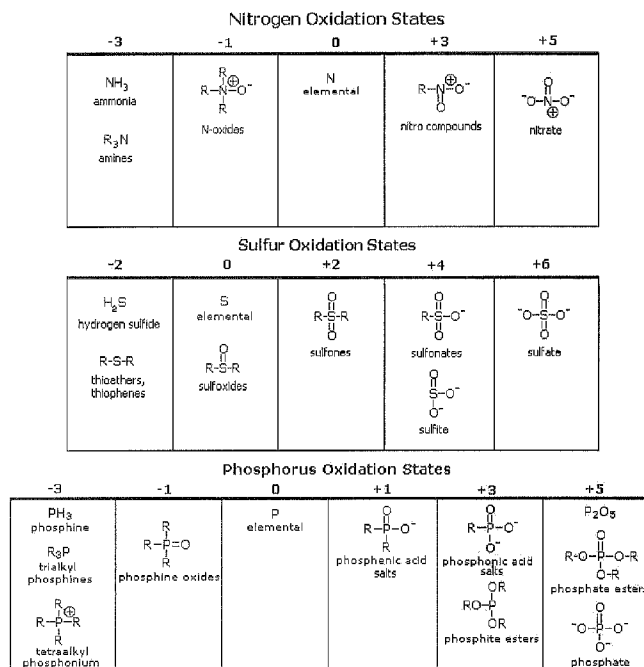 Nitrogen Oxidation States
-3 -1 0 +3 +5
NH3
ammonia
R3N
amines
R
R-N-O-
R
⊕
N-oxides
N
elemental
⊕
R-N-O-
O
nitro compounds
O
-O-N-O-
⊕
nitrate
Sulfur Oxidation States
-2 0 +2 +4 +6
H2S
hydrogen sulfide
R-S-R
thioethers,
thiophenes
S
elemental
O
R-S-R
sulfoxides
O
R-S-R
O
sulfones
O
R-S-O-
O
sulfonates
O
S-O-
O-
sulfite
O
-O-S-O-
O
sulfate
Phosphorus Oxidation States
-3 -1 0 +1 +3 +5
PH3
phosphine
R3P
trialkyl
phosphines
R
⊕
R-P-R
R
tetraalkyl
phosphonium
R
R-P=O
R
phosphine oxides
P
elemental
O
R-P-O-
R
phosphenic acid
salts
O
R-P-O-
O-
phosphonic acid
salts
OR
RO-P
OR
phosphite esters
P2O5
O
R-O-P-O-R
O-R
phosphate esters
O
-O-P-O-
O-
phosphate